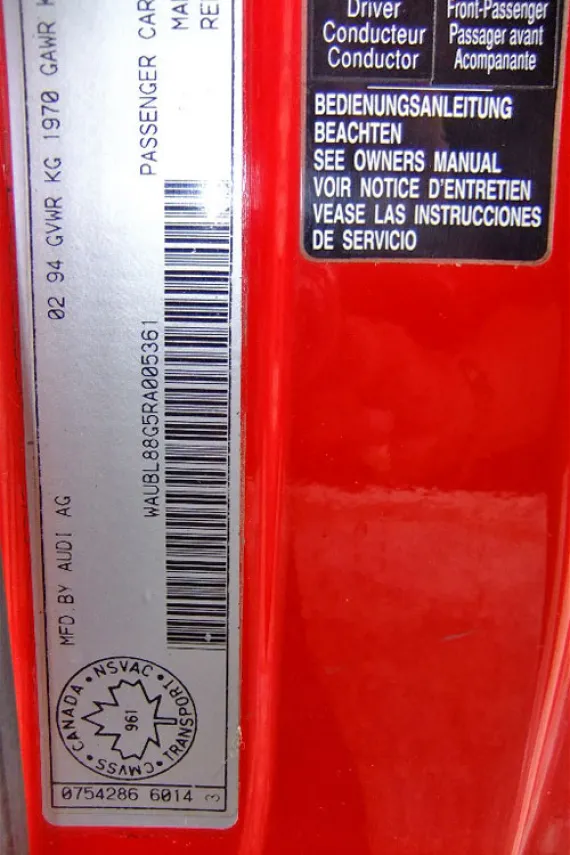 02 94 GVWR KG 1970 GAWR K
MFD.BY AUDI AG
PASSENGER CAR
WAUBL88G5RA005361
CANADA • NSVAC • TRANSPORT • CMVSS
961
0754286 6014 3
Driver
Conducteur
Conductor
Front-Passenger
Passager avant
Acompanante
BEDIENUNGSANLEITUNG
BEACHTEN
SEE OWNERS MANUAL
VOIR NOTICE D'ENTRETIEN
VEASE LAS INSTRUCCIONES
DE SERVICIO